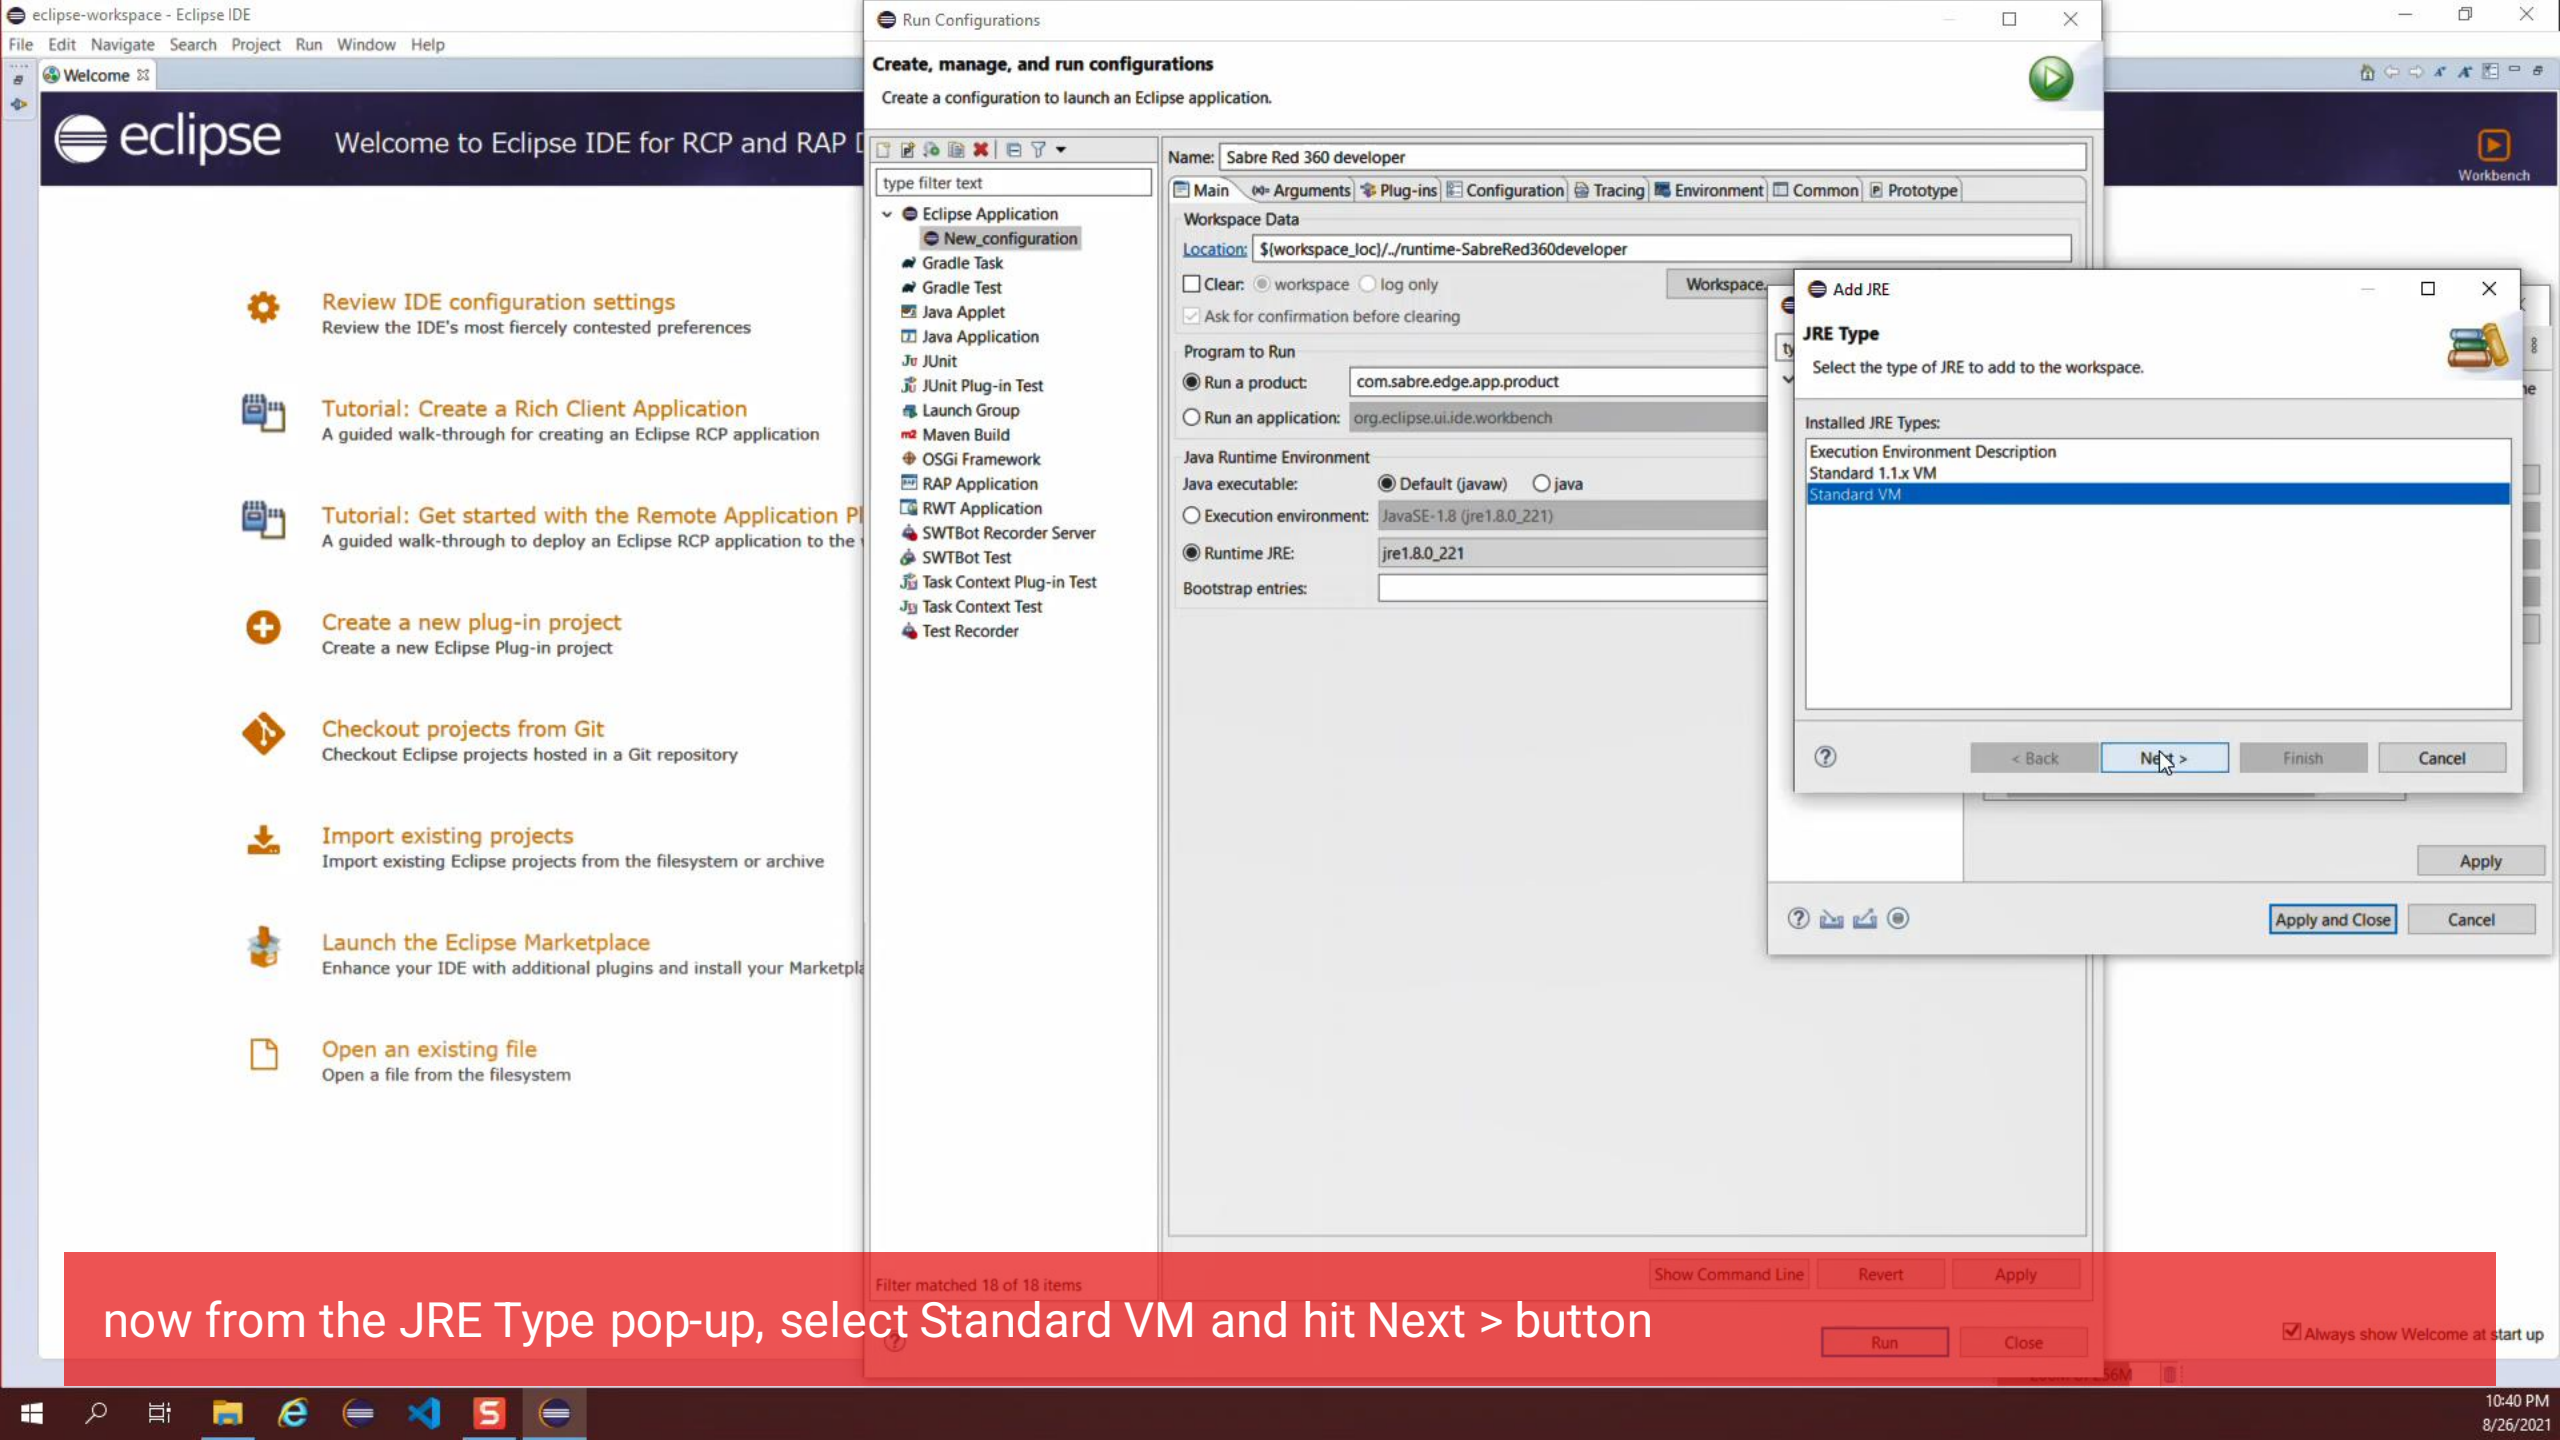 eclipse-workspace - Eclipse IDE
File Edit Navigate Search Project Run Window Help
Welcome
eclipse
Welcome to Eclipse IDE for RCP and RAP
Workbench
Review IDE configuration settings
Review the IDE's most fiercely contested preferences
Tutorial: Create a Rich Client Application
A guided walk-through for creating an Eclipse RCP application
Tutorial: Get started with the Remote Application Pl
A guided walk-through to deploy an Eclipse RCP application to the
Create a new plug-in project
Create a new Eclipse Plug-in project
Checkout projects from Git
Checkout Eclipse projects hosted in a Git repository
Import existing projects
Import existing Eclipse projects from the filesystem or archive
Launch the Eclipse Marketplace
Enhance your IDE with additional plugins and install your Marketpla
Open an existing file
Open a file from the filesystem
Always show Welcome at start up
Run Configurations
Create, manage, and run configurations
Create a configuration to launch an Eclipse application.
type filter text
Eclipse Application
New_configuration
Gradle Task
Gradle Test
Java Applet
Java Application
JUnit
JUnit Plug-in Test
Launch Group
Maven Build
OSGi Framework
RAP Application
RWT Application
SWTBot Recorder Server
SWTBot Test
Task Context Plug-in Test
Task Context Test
Test Recorder
Filter matched 18 of 18 items
Name: Sabre Red 360 developer
Main Arguments Plug-ins Configuration Tracing Environment Common Prototype
Workspace Data
Location: ${workspace_loc}/../runtime-SabreRed360developer
Clear: workspace log only Workspace..
Ask for confirmation before clearing
Program to Run
Run a product: com.sabre.edge.app.product
Run an application: org.eclipse.ui.ide.workbench
Java Runtime Environment
Java executable: Default (javaw) java
Execution environment: JavaSE-1.8 (jre1.8.0_221)
Runtime JRE: jre1.8.0_221
Bootstrap entries:
Show Command Line Revert Apply
Run Close
Add JRE
JRE Type
Select the type of JRE to add to the workspace.
Installed JRE Types:
Execution Environment Description
Standard 1.1.x VM
Standard VM
< Back Next > Finish Cancel
Apply
Apply and Close Cancel
now from the JRE Type pop-up, select Standard VM and hit Next > button
10:40 PM
8/26/2021